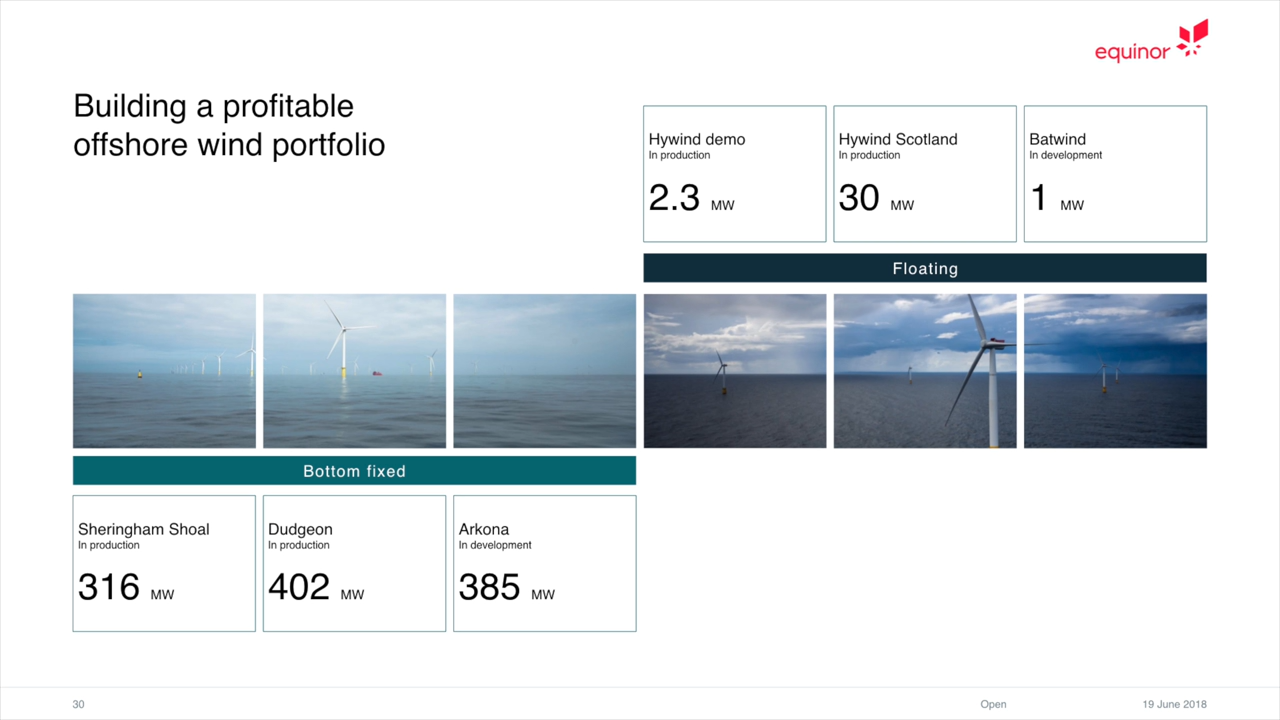 equinor
Building a profitable
offshore wind portfolio
Hywind demo
In production
2.3 MW
Hywind Scotland
In production
30 MW
Batwind
In development
1 MW
Floating
Bottom fixed
Sheringham Shoal
In production
316 MW
Dudgeon
In production
402 MW
Arkona
In development
385 MW
30
Open
19 June 2018